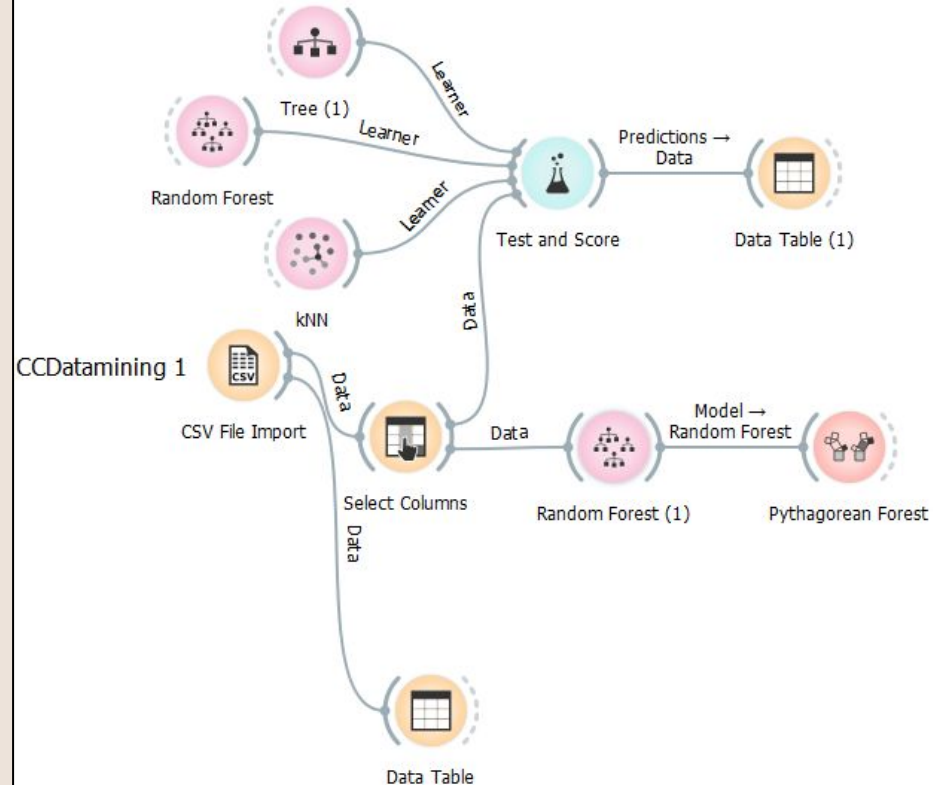 Learner
Tree (1)
Learner
Random Forest
Learner
kNN
Predictions →
Data
Test and Score
Data Table (1)
Data
CCDatamining 1
CSV
CSV File Import
Data
Select Columns
Data
Model →
Random Forest
Random Forest (1)
Pythagorean Forest
Data
Data Table